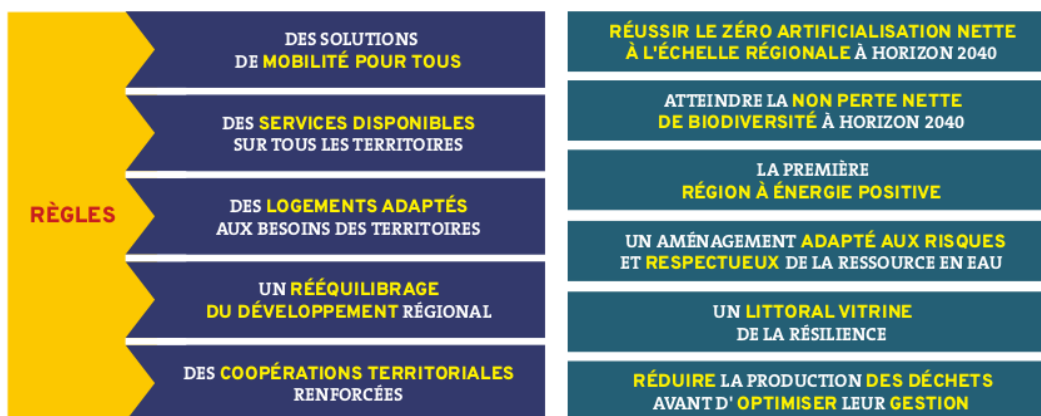 RÈGLES
DES SOLUTIONS
DE MOBILITÉ POUR TOUS
DES SERVICES DISPONIBLES
SUR TOUS LES TERRITOIRES
DES LOGEMENTS ADAPTÉS
AUX BESOINS DES TERRITOIRES
UN RÉÉQUILIBRAGE
DU DÉVELOPPEMENT RÉGIONAL
DES COOPÉRATIONS TERRITORIALES
RENFORCÉES
RÉUSSIR LE ZÉRO ARTIFICIALISATION NETTE
À L'ÉCHELLE RÉGIONALE À HORIZON 2040
ATTEINDRE LA NON PERTE NETTE
DE BIODIVERSITÉ À HORIZON 2040
LA PREMIÈRE
RÉGION À ÉNERGIE POSITIVE
UN AMÉNAGEMENT ADAPTÉ AUX RISQUES
ET RESPECTUEUX DE LA RESSOURCE EN EAU
UN LITTORAL VITRINE
DE LA RÉSILIENCE
RÉDUIRE LA PRODUCTION DES DÉCHETS
AVANT D' OPTIMISER LEUR GESTION